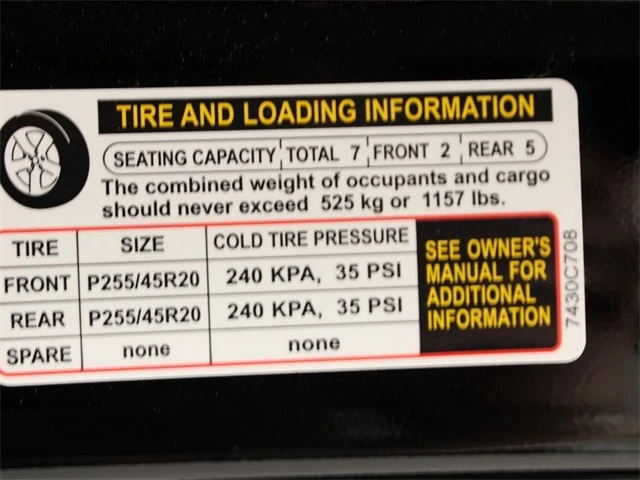 TIRE AND LOADING INFORMATION
SEATING CAPACITY TOTAL 7 FRONT 2 REAR 5
The combined weight of occupants and cargo
should never exceed 525 kg or 1157 lbs.
TIRE SIZE COLD TIRE PRESSURE
FRONT P255/45R20 240 KPA, 35 PSI
REAR P255/45R20 240 KPA, 35 PSI
SPARE none none
SEE OWNER'S
MANUAL FOR
ADDITIONAL
INFORMATION
7430C708